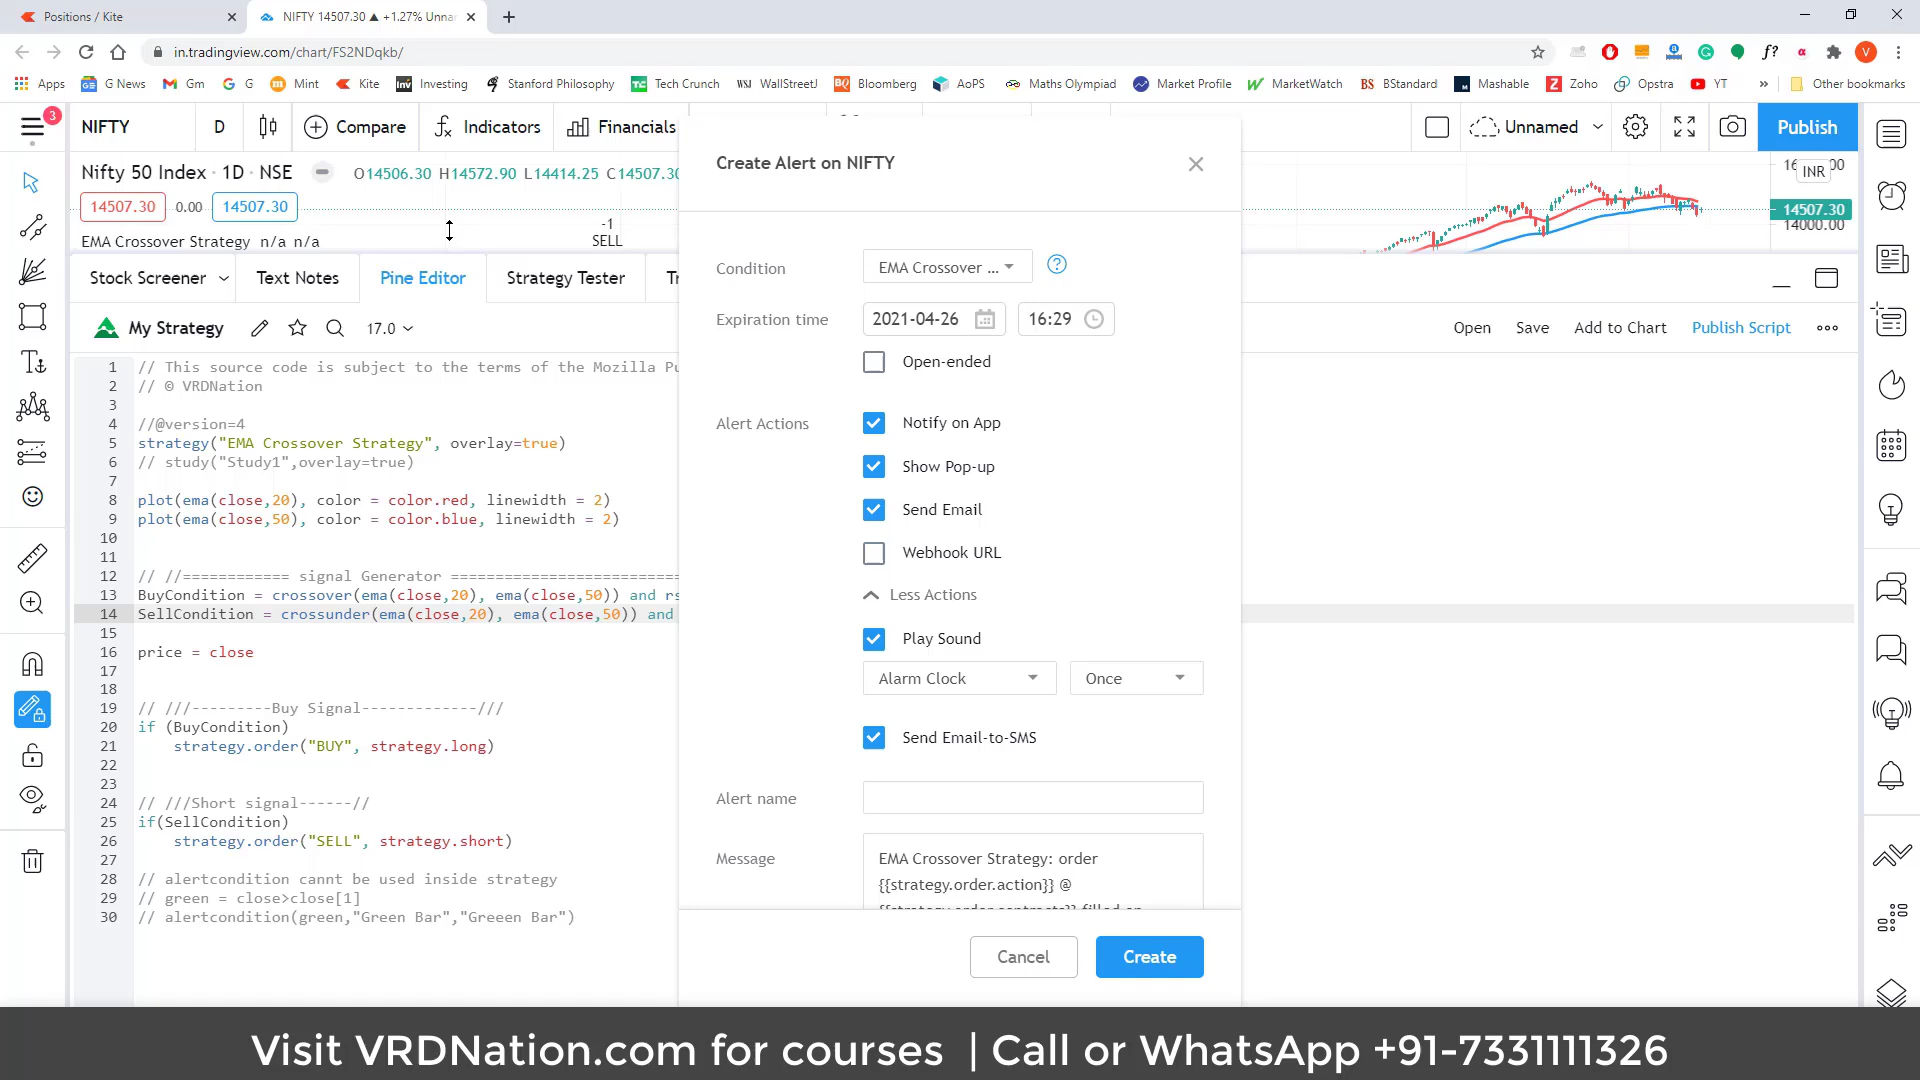 Positions / Kite
NIFTY 14507.30 ▲ +1.27% Unna
in.tradingview.com/chart/FS2NDqkb/
Apps G News Gm G Mint Kite Investing Stanford Philosophy Tech Crunch WSJ WallStreetJ BQ Bloomberg AoPS Maths Olympiad Market Profile MarketWatch BS BStandard Mashable Zoho Opstra YT » Other bookmarks
3
NIFTY D Compare Indicators Financials Unnamed Publish
Nifty 50 Index · 1D · NSE O14506.30 H14572.90 L14414.25 C14507.30
14507.30 0.00 14507.30
EMA Crossover Strategy n/a n/a
-1
SELL
INR
14507.30
14000.00
Stock Screener Text Notes Pine Editor Strategy Tester
My Strategy 17.0 Open Save Add to Chart Publish Script
1 // This source code is subject to the terms of the Mozilla Pu
2 // © VRDNation
3
4 //@version=4
5 strategy("EMA Crossover Strategy", overlay=true)
6 // study("Study1",overlay=true)
7
8 plot(ema(close,20), color = color.red, linewidth = 2)
9 plot(ema(close,50), color = color.blue, linewidth = 2)
10
11
12 // //============ signal Generator ==========================
13 BuyCondition = crossover(ema(close,20), ema(close,50)) and rs
14 SellCondition = crossunder(ema(close,20), ema(close,50)) and
15
16 price = close
17
18
19 // ///---------Buy Signal-------------///
20 if (BuyCondition)
21 strategy.order("BUY", strategy.long)
22
23
24 // ///Short signal------//
25 if(SellCondition)
26 strategy.order("SELL", strategy.short)
27
28 // alertcondition cannt be used inside strategy
29 // green = close>close[1]
30 // alertcondition(green,"Green Bar","Greeen Bar")
Create Alert on NIFTY
Condition EMA Crossover ...
Expiration time 2021-04-26 16:29
Open-ended
Alert Actions Notify on App
Show Pop-up
Send Email
Webhook URL
Less Actions
Play Sound
Alarm Clock Once
Send Email-to-SMS
Alert name
Message EMA Crossover Strategy: order
{{strategy.order.action}} @
{{strategy.order.contracts}} filled on
Cancel Create
Visit VRDNation.com for courses | Call or WhatsApp +91-7331111326